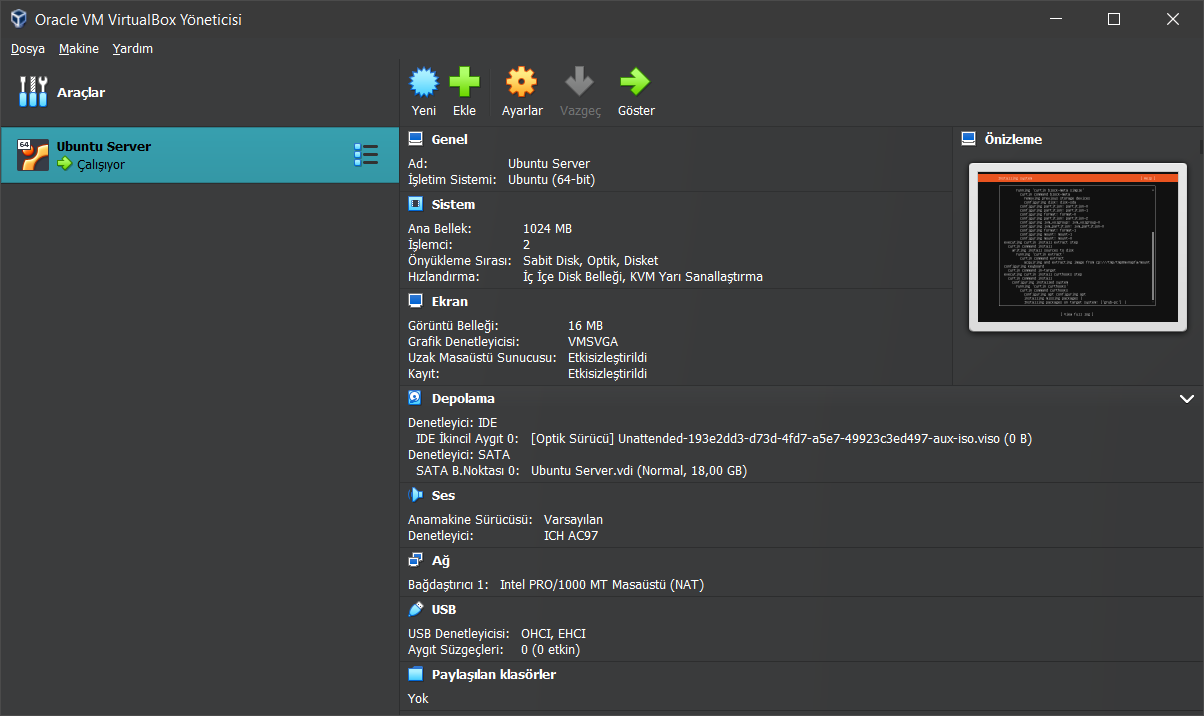 Oracle VM VirtualBox Yöneticisi
Dosya Makine Yardım
Araçlar
Yeni Ekle Ayarlar Vazgeç Göster
64
Ubuntu Server
Çalışıyor
Genel
Ad: Ubuntu Server
İşletim Sistemi: Ubuntu (64-bit)
Sistem
Ana Bellek: 1024 MB
İşlemci: 2
Önyükleme Sırası: Sabit Disk, Optik, Disket
Hızlandırma: İç İçe Disk Belleği, KVM Yarı Sanallaştırma
Ekran
Görüntü Belleği: 16 MB
Grafik Denetleyicisi: VMSVGA
Uzak Masaüstü Sunucusu: Etkisizleştirildi
Kayıt: Etkisizleştirildi
Önizleme
Depolama
Denetleyici: IDE
IDE İkincil Aygıt 0: [Optik Sürücü] Unattended-193e2dd3-d73d-4fd7-a5e7-49923c3ed497-aux-iso.viso (0 B)
Denetleyici: SATA
SATA B.Noktası 0: Ubuntu Server.vdi (Normal, 18,00 GB)
Ses
Anamakine Sürücüsü: Varsayılan
Denetleyici: ICH AC97
Ağ
Bağdaştırıcı 1: Intel PRO/1000 MT Masaüstü (NAT)
USB
USB Denetleyicisi: OHCI, EHCI
Aygıt Süzgeçleri: 0 (0 etkin)
Paylaşılan klasörler
Yok